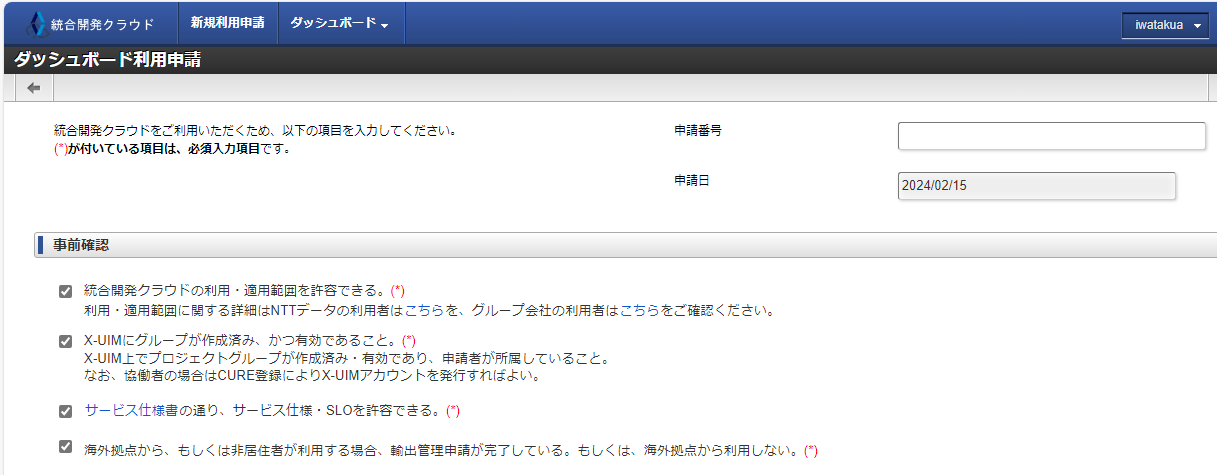 統合開発クラウド 新規利用申請 ダッシュボード iwatakua
ダッシュボード利用申請
統合開発クラウドをご利用いただくため、以下の項目を入力してください。
(*)が付いている項目は、必須入力項目です。
申請番号
申請日 2024/02/15
事前確認
統合開発クラウドの利用・適用範囲を許容できる。(*)
利用・適用範囲に関する詳細はNTTデータの利用者はこちらを、グループ会社の利用者はこちらをご確認ください。
X-UIMにグループが作成済み、かつ有効であること。(*)
X-UIM上でプロジェクトグループが作成済み・有効であり、申請者が所属していること。
なお、協働者の場合はCURE登録によりX-UIMアカウントを発行すればよい。
サービス仕様書の通り、サービス仕様・SLOを許容できる。(*)
海外拠点から、もしくは非居住者が利用する場合、輸出管理申請が完了している。もしくは、海外拠点から利用しない。(*)